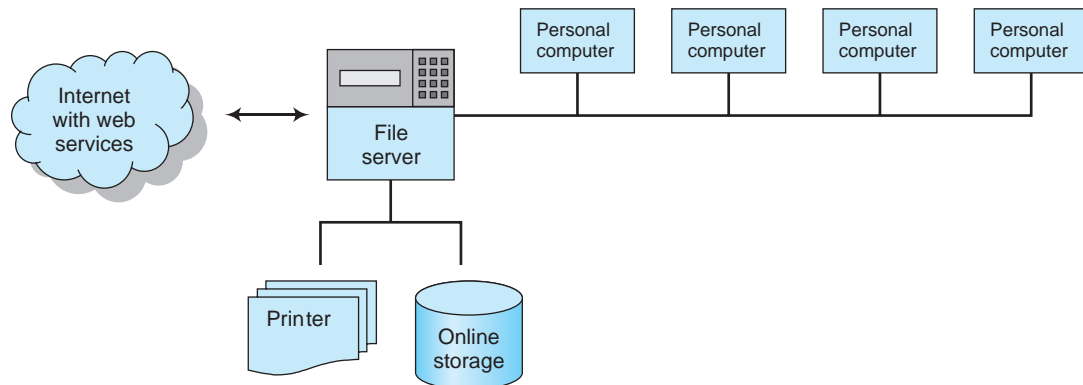 Internet
with web
services
File
server
Personal
computer
Personal
computer
Personal
computer
Personal
computer
Printer
Online
storage